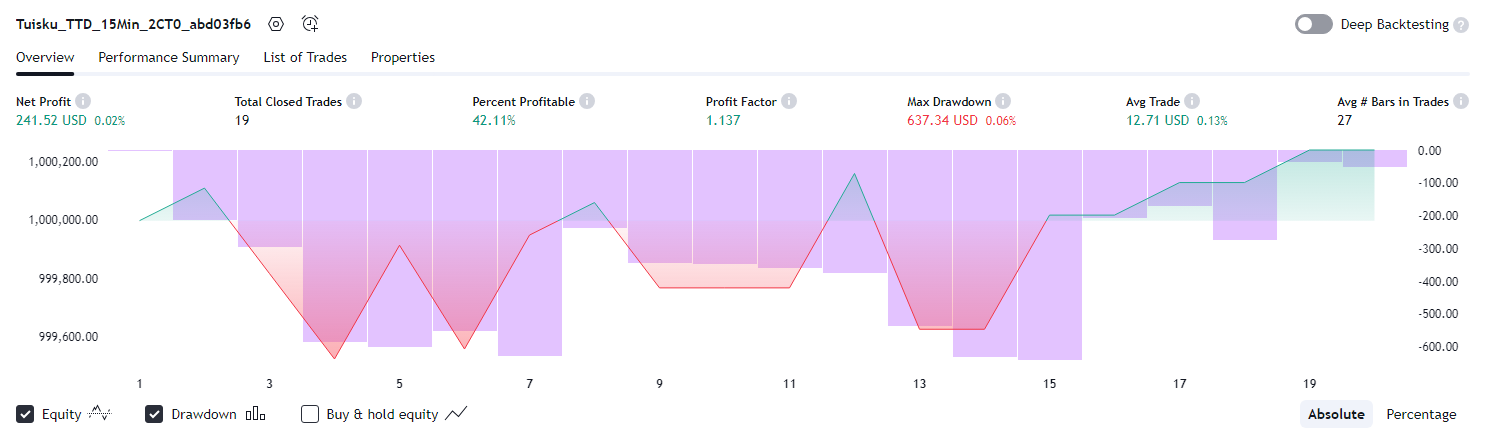 Tuisku_TTD_15Min_2CT0_abd03fb6
Deep Backtesting ?
Overview Performance Summary List of Trades Properties
Net Profit i Total Closed Trades i Percent Profitable i Profit Factor i Max Drawdown i Avg Trade i Avg # Bars in Trades i
241.52 USD 0.02% 19 42.11% 1.137 637.34 USD 0.06% 12.71 USD 0.13% 27
1,000,200.00
1,000,000.00
999,800.00
999,600.00
0.00
-100.00
-200.00
-300.00
-400.00
-500.00
-600.00
1 3 5 7 9 11 13 15 17 19
Equity Drawdown Buy & hold equity Absolute Percentage